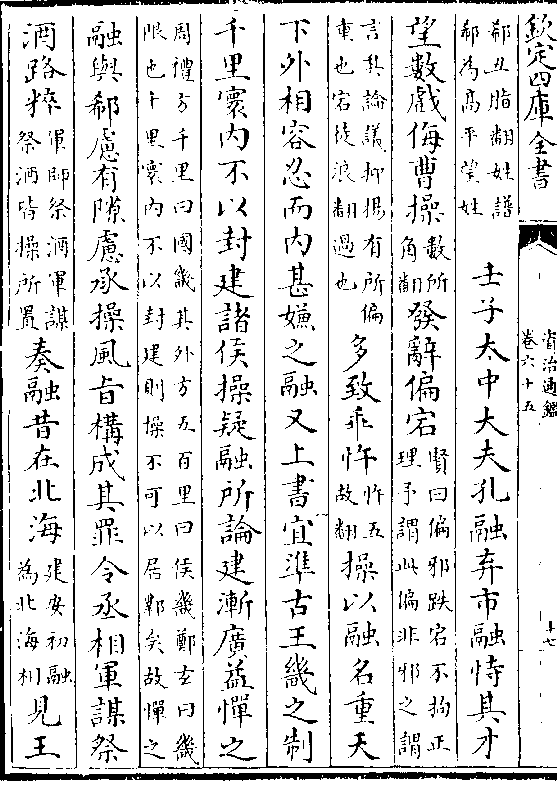 欽定四庫全書
資治通鑑
卷六十五
十七
郗丑脂翻姓譜郗為高平望姓 壬子太中大夫孔融弃市融恃其才
望數戲侮曹操數所角翻發辭偏宕賢曰偏邪跌宕不拘正理予謂此偏非邪之謂
言其論議抑揚有所偏重也宕徒浪翻過也多致乖忤忤五故翻操以融名重天
下外相容忍而內甚嫌之融又上書宜準古王畿之制
千里寰內不以封建諸侯操疑融所論建漸廣益憚之
周禮方千里曰國畿其外方五百里曰侯畿鄭玄曰畿
限也千里寰內不以封建則操不可以居鄴矣故憚之
融與郗慮有隙慮承操風旨構成其罪令丞相軍謀祭
酒路粹軍師祭酒軍謀祭酒皆操所置奏融昔在北海建安初融為北海相見王